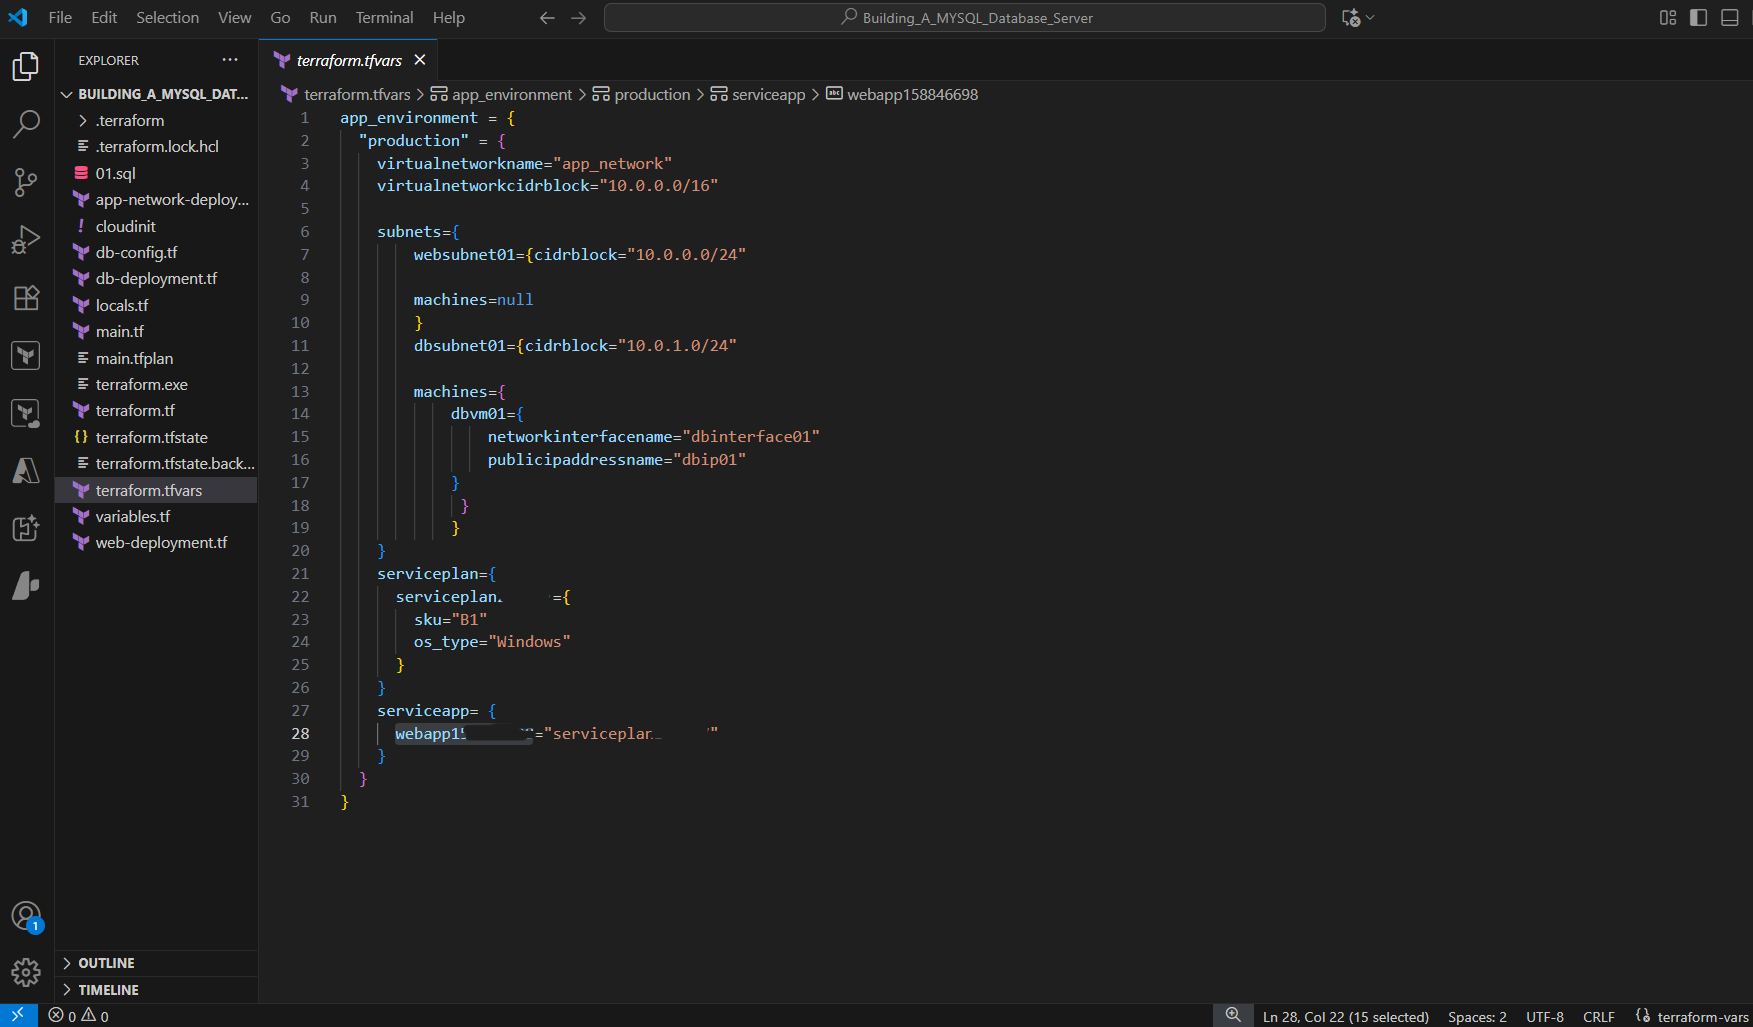 File Edit Selection View Go Run Terminal Help
Building_A_MYSQL_Database_Server
EXPLORER
BUILDING_A_MYSQL_DAT...
.terraform
.terraform.lock.hcl
01.sql
app-network-deploy...
cloudinit
db-config.tf
db-deployment.tf
locals.tf
main.tf
main.tfplan
terraform.exe
terraform.tf
terraform.tfstate
terraform.tfstate.back...
terraform.tfvars
variables.tf
web-deployment.tf
OUTLINE
TIMELINE
terraform.tfvars
terraform.tfvars > app_environment > production > serviceapp > webapp158846698
1 app_environment = {
2 "production" = {
3 virtualnetworkname="app_network"
4 virtualnetworkcidrblock="10.0.0.0/16"
5
6 subnets={
7 websubnet01={cidrblock="10.0.0.0/24"
8
9 machines=null
10 }
11 dbsubnet01={cidrblock="10.0.1.0/24"
12
13 machines={
14 dbvm01={
15 networkinterfacename="dbinterface01"
16 publicipaddressname="dbip01"
17 }
18 }
19 }
20 }
21 serviceplan={
22 serviceplan ={
23 sku="B1"
24 os_type="Windows"
25 }
26 }
27 serviceapp= {
28 webapp15 ="serviceplan "
29 }
30 }
31 }
1
0 0
Ln 28, Col 22 (15 selected) Spaces: 2 UTF-8 CRLF terraform-vars